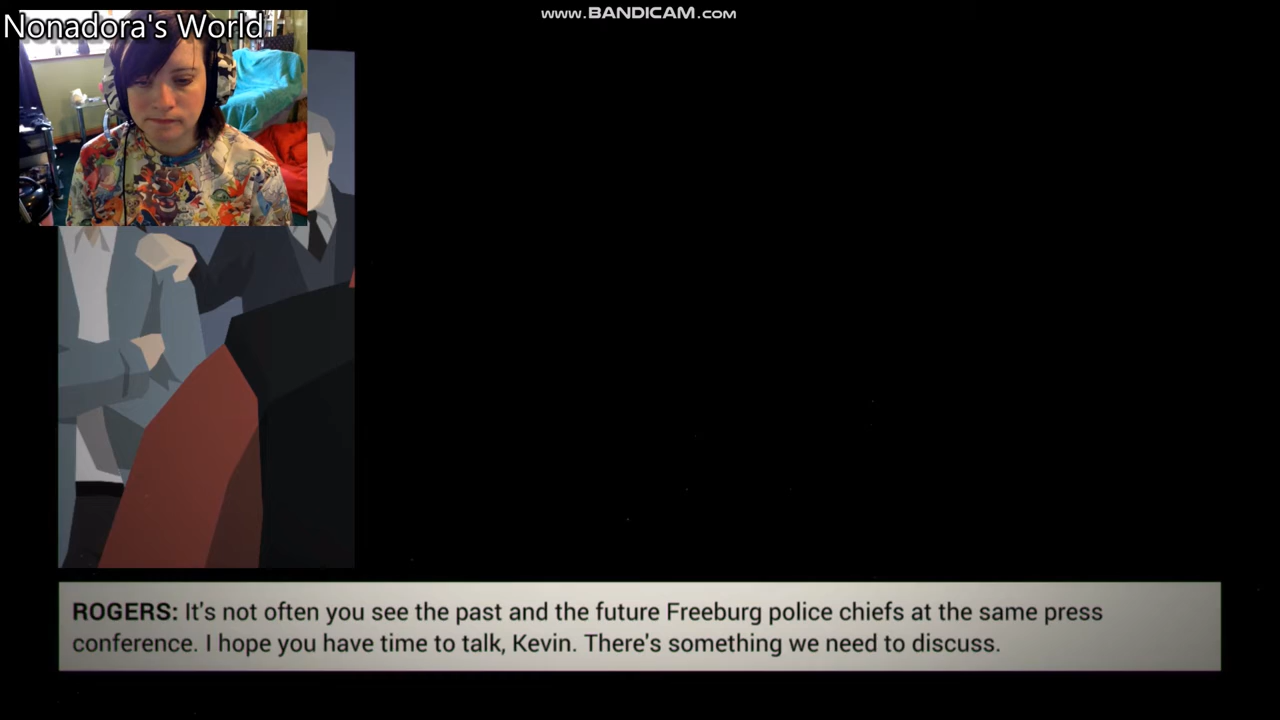 Nonadora's World
www.BANDICAM.com
ROGERS: It's not often you see the past and the future Freeburg police chiefs at the same press
conference. I hope you have time to talk, Kevin. There's something we need to discuss.